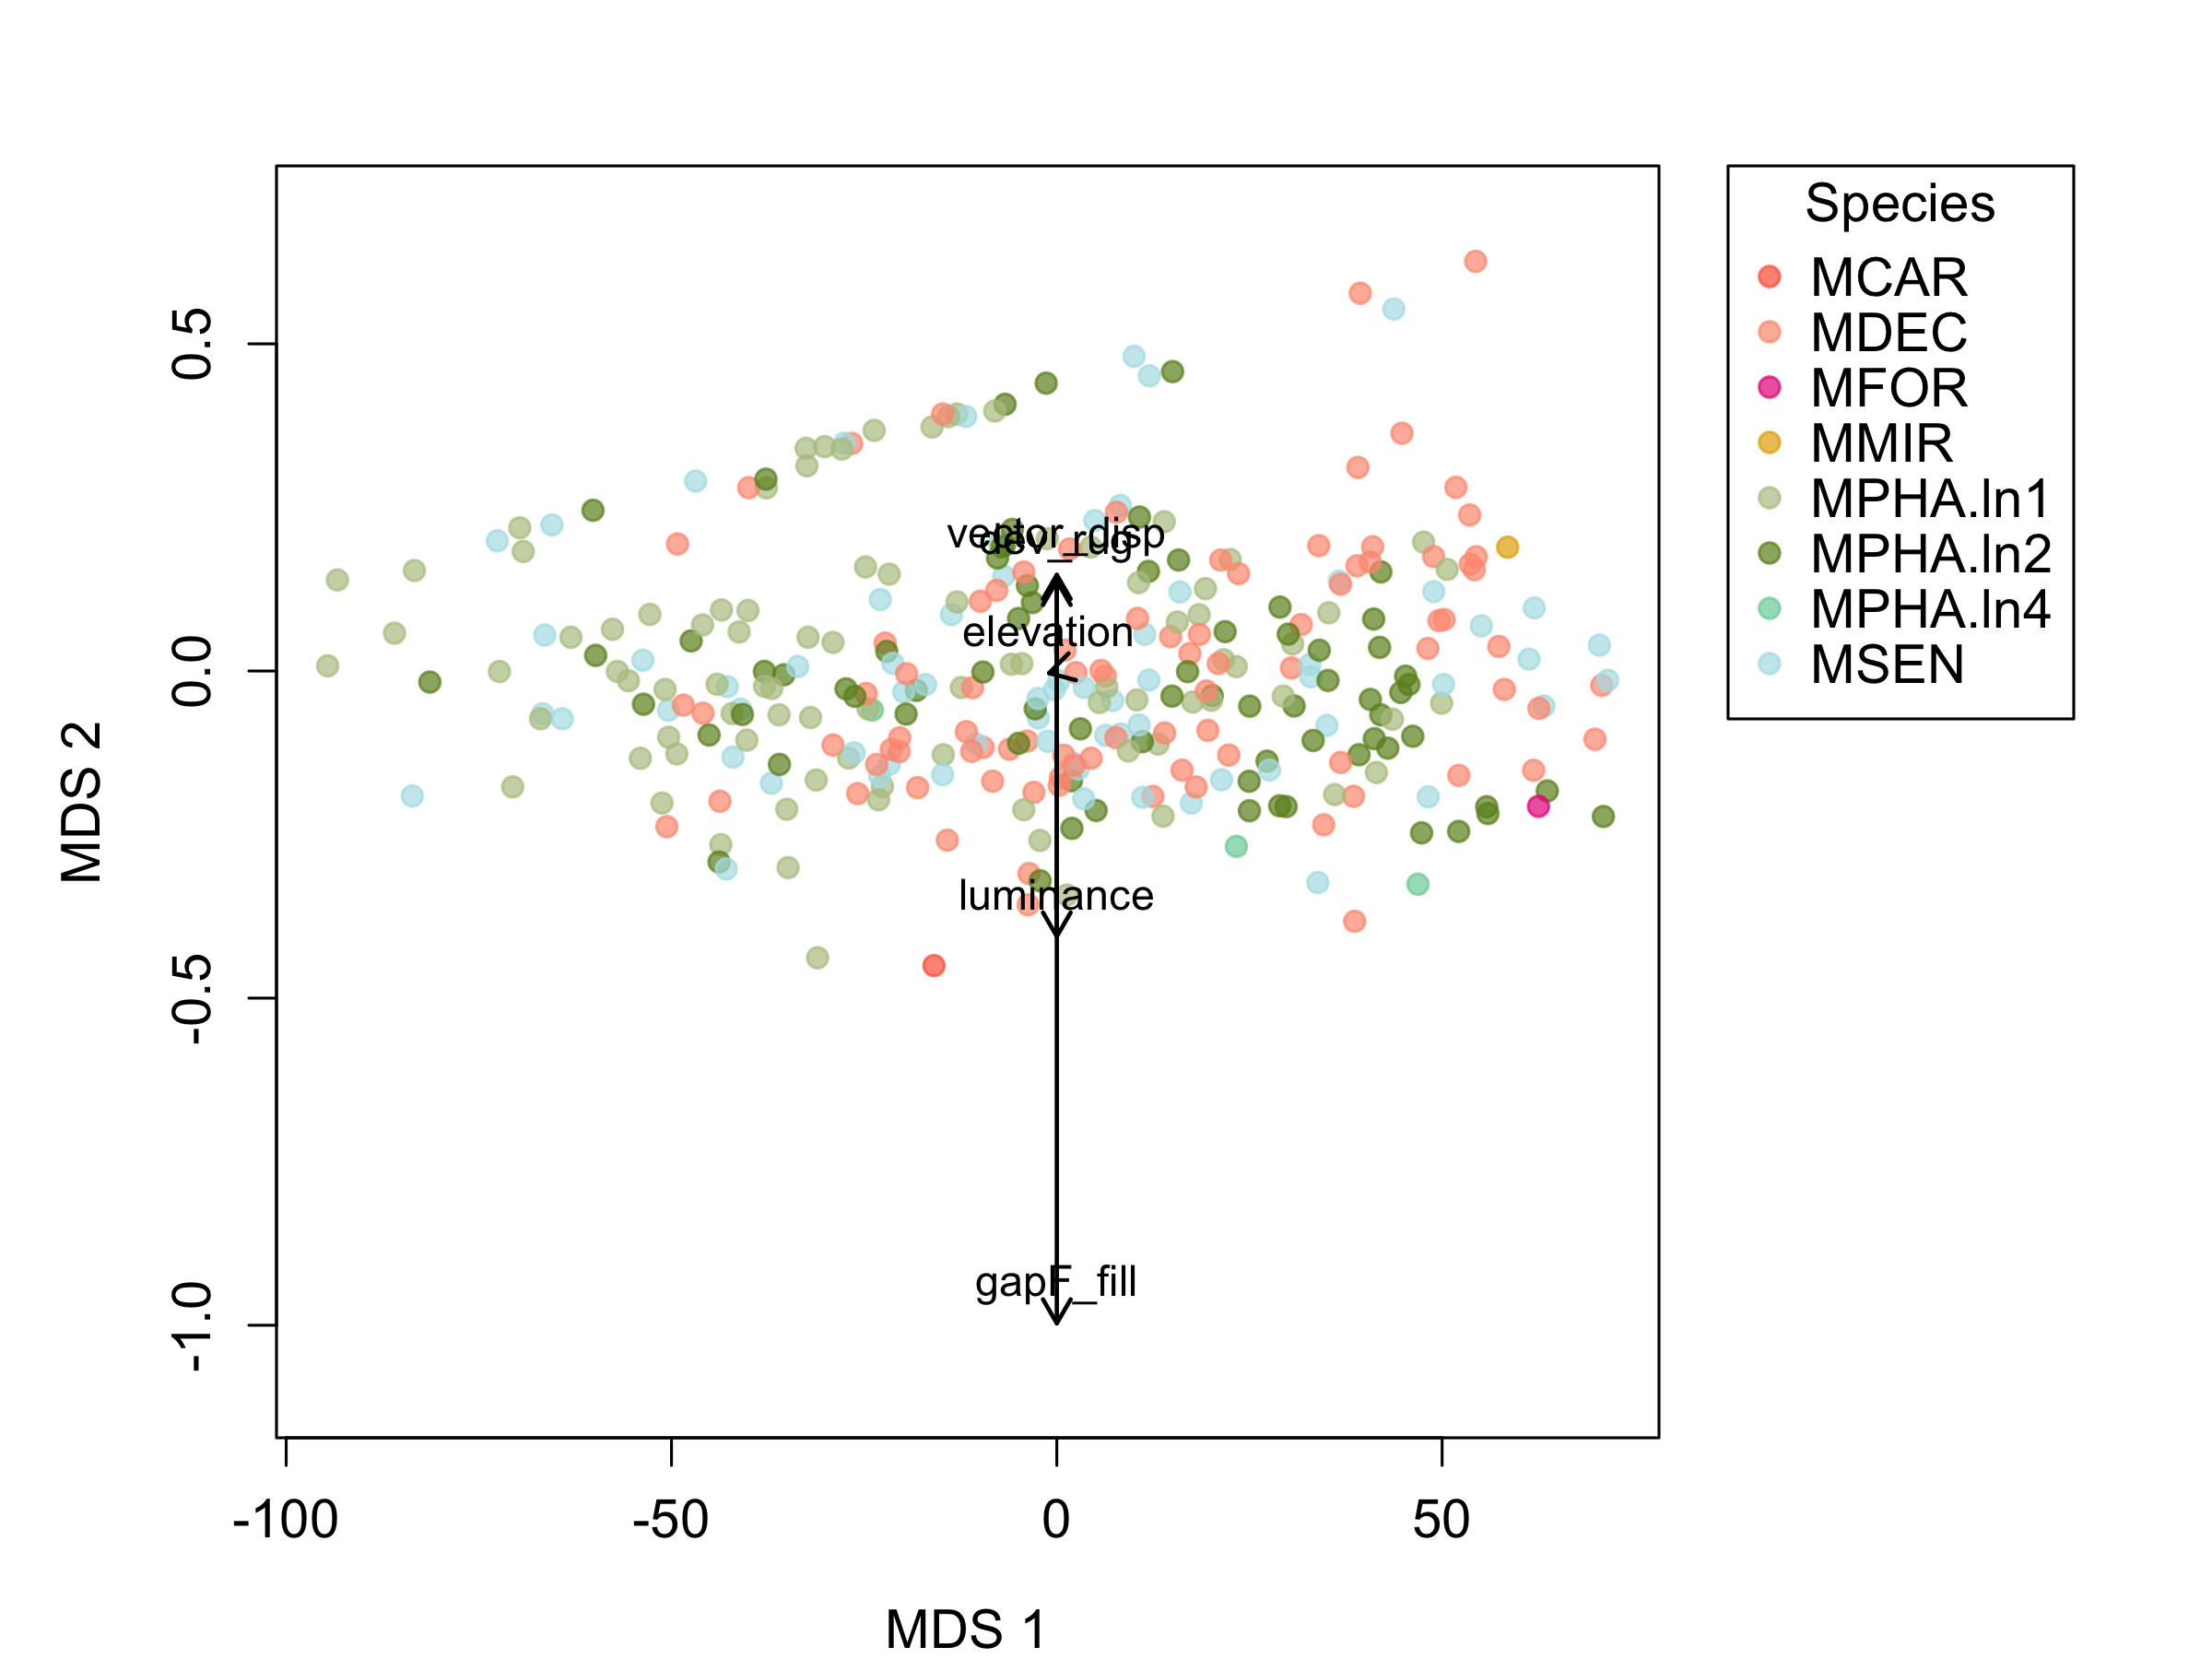 Species
MCAR
MDEC
MFOR
MMIR
MPHA.ln1
MPHA.ln2
MPHA.ln4
MSEN
0.5
0.0
-0.5
-1.0
MDS 2
vector_disp
elevation
luminance
gapF_fill
-100
-50
0
50
MDS 1